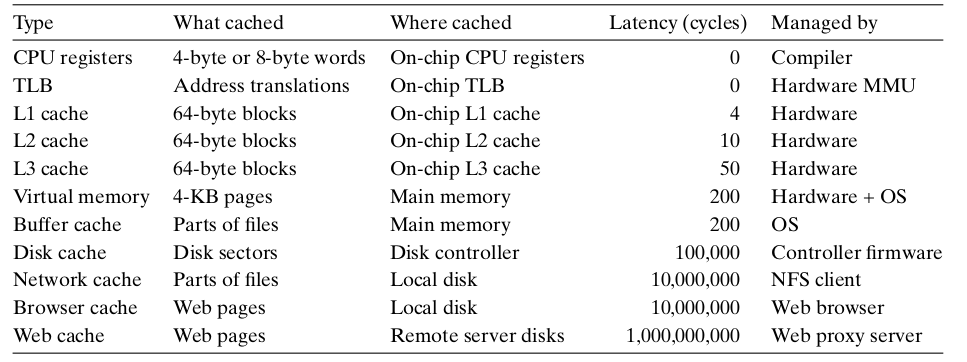 Type What cached Where cached Latency (cycles) Managed by
CPU registers 4-byte or 8-byte words On-chip CPU registers 0 Compiler
TLB Address translations On-chip TLB 0 Hardware MMU
L1 cache 64-byte blocks On-chip L1 cache 4 Hardware
L2 cache 64-byte blocks On-chip L2 cache 10 Hardware
L3 cache 64-byte blocks On-chip L3 cache 50 Hardware
Virtual memory 4-KB pages Main memory 200 Hardware + OS
Buffer cache Parts of files Main memory 200 OS
Disk cache Disk sectors Disk controller 100,000 Controller firmware
Network cache Parts of files Local disk 10,000,000 NFS client
Browser cache Web pages Local disk 10,000,000 Web browser
Web cache Web pages Remote server disks 1,000,000,000 Web proxy server